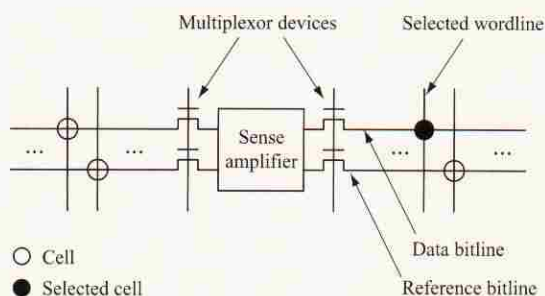 Multiplexor devices
Selected wordline
Sense
amplifier
...
...
...
...
Cell
Selected cell
Data bitline
Reference bitline